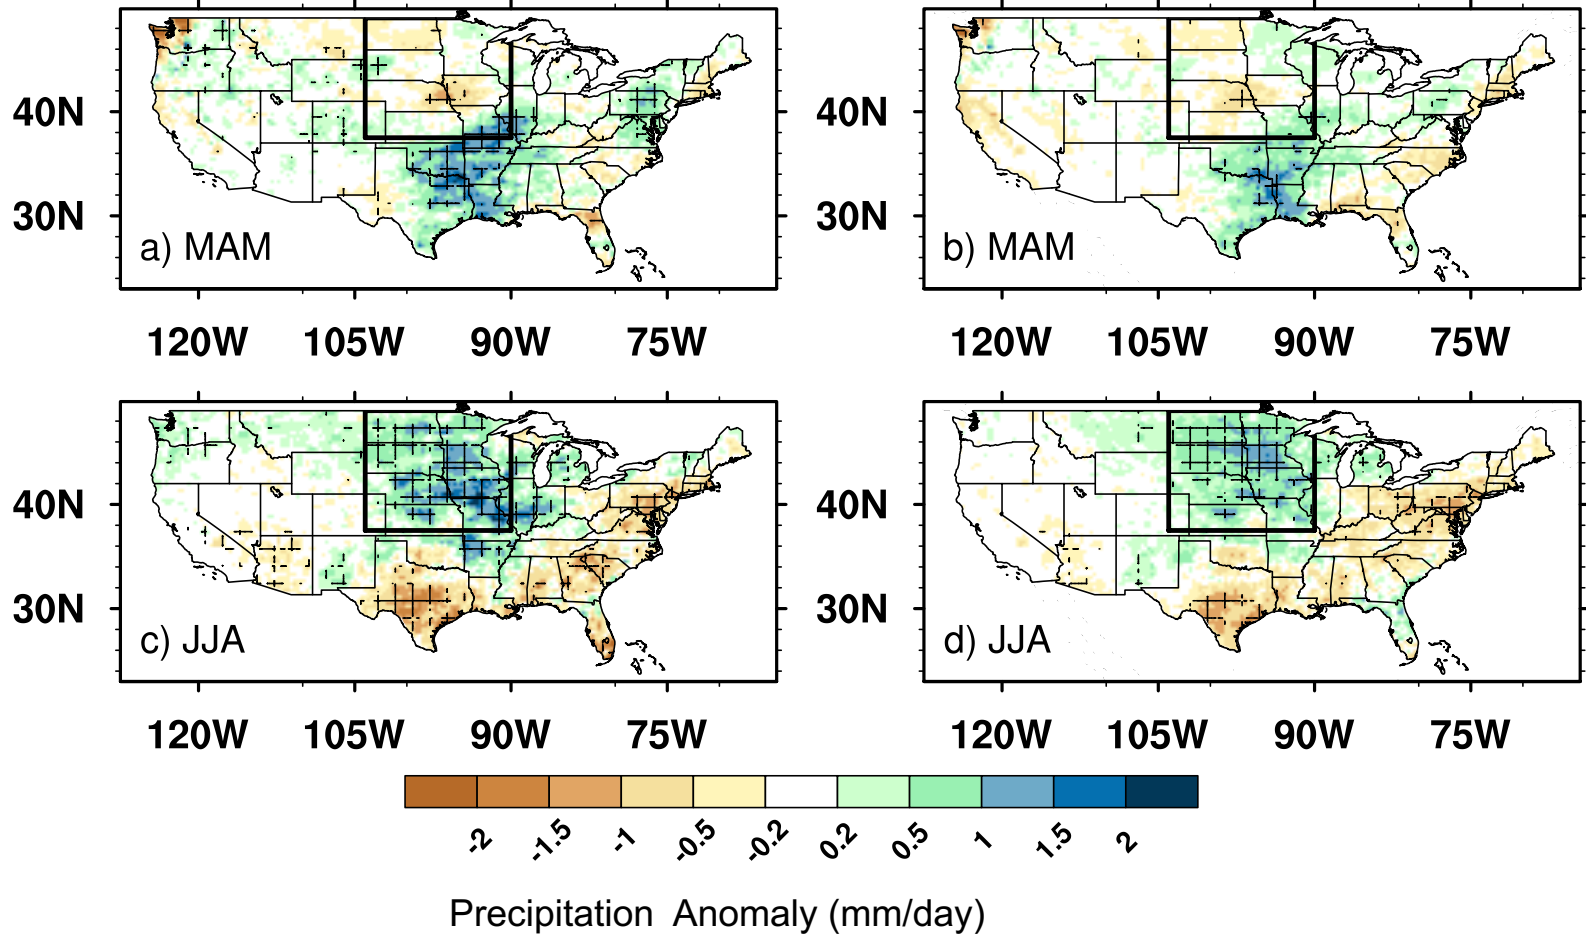 40N
30N
a) MAM
120W 105W 90W 75W
40N
30N
b) MAM
120W 105W 90W 75W
40N
30N
c) JJA
120W 105W 90W 75W
40N
30N
d) JJA
120W 105W 90W 75W
-2 -1.5 -1 -0.5 -0.2 0.2 0.5 1 1.5 2
Precipitation Anomaly (mm/day)